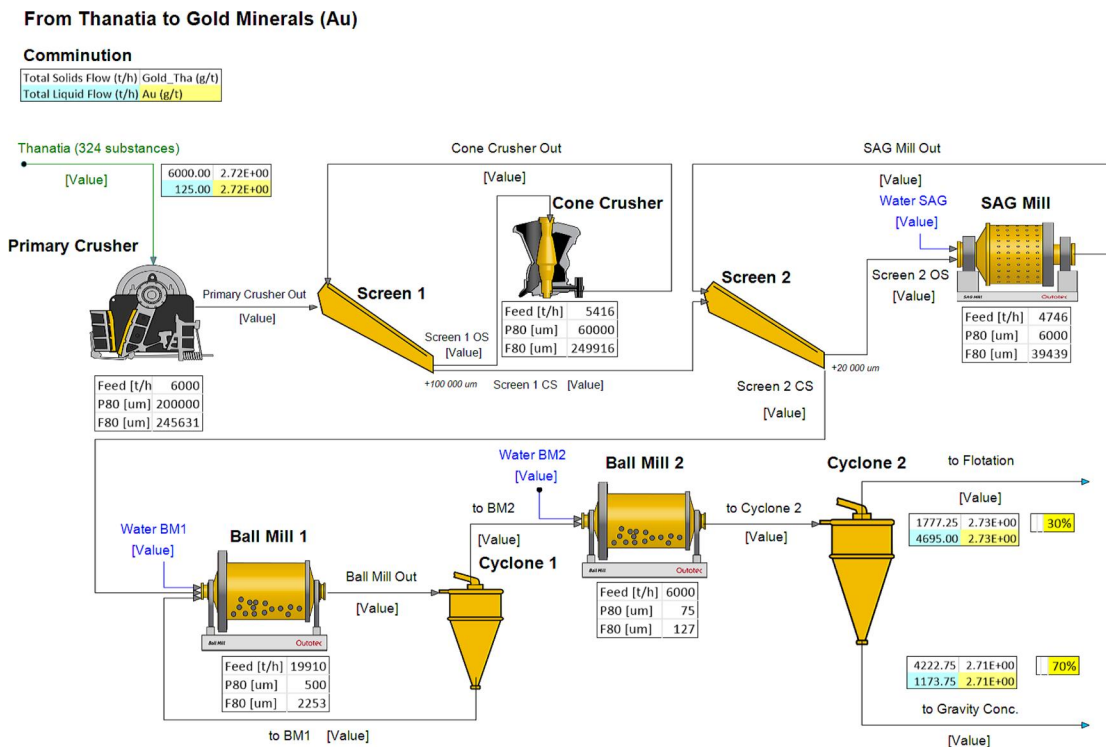 From Thanatia to Gold Minerals (Au)
Comminution
Total Solids Flow (t/h) Gold_Tha (g/t)
Total Liquid Flow (t/h) Au (g/t)
Thanatia (324 substances)
[Value]
6000.00 2.72E+00
125.00 2.72E+00
Primary Crusher
Primary Crusher Out
[Value]
Feed [t/h 6000
P80 [um] 200000
F80 [um] 245631
Cone Crusher Out
[Value]
Cone Crusher
Screen 1
Feed [t/h] 5416
P80 [um] 60000
F80 [um] 249916
Screen 1 OS
[Value]
+100 000 um
Screen 1 CS [Value]
SAG Mill Out
[Value]
Water SAG
[Value]
SAG Mill
Screen 2
Screen 2 OS
[Value]
SAG Mill Outotec
Feed [t/h] 4746
P80 [um] 6000
F80 [um] 39439
+20 000 um
Screen 2 CS
[Value]
Water BM1
[Value]
Ball Mill 1
Ball Mill Outotec
Feed [t/h] 19910
P80 [um] 500
F80 [um] 2253
Ball Mill Out
[Value]
to BM2
[Value]
Cyclone 1
to BM1 [Value]
Water BM2
[Value]
Ball Mill 2
Ball Mill Outotec
Feed [t/h] 6000
P80 [um] 75
F80 [um] 127
to Cyclone 2
[Value]
Cyclone 2
to Flotation
[Value]
1777.25 2.73E+00 30%
4695.00 2.73E+00
4222.75 2.71E+00 70%
1173.75 2.71E+00
to Gravity Conc.
[Value]